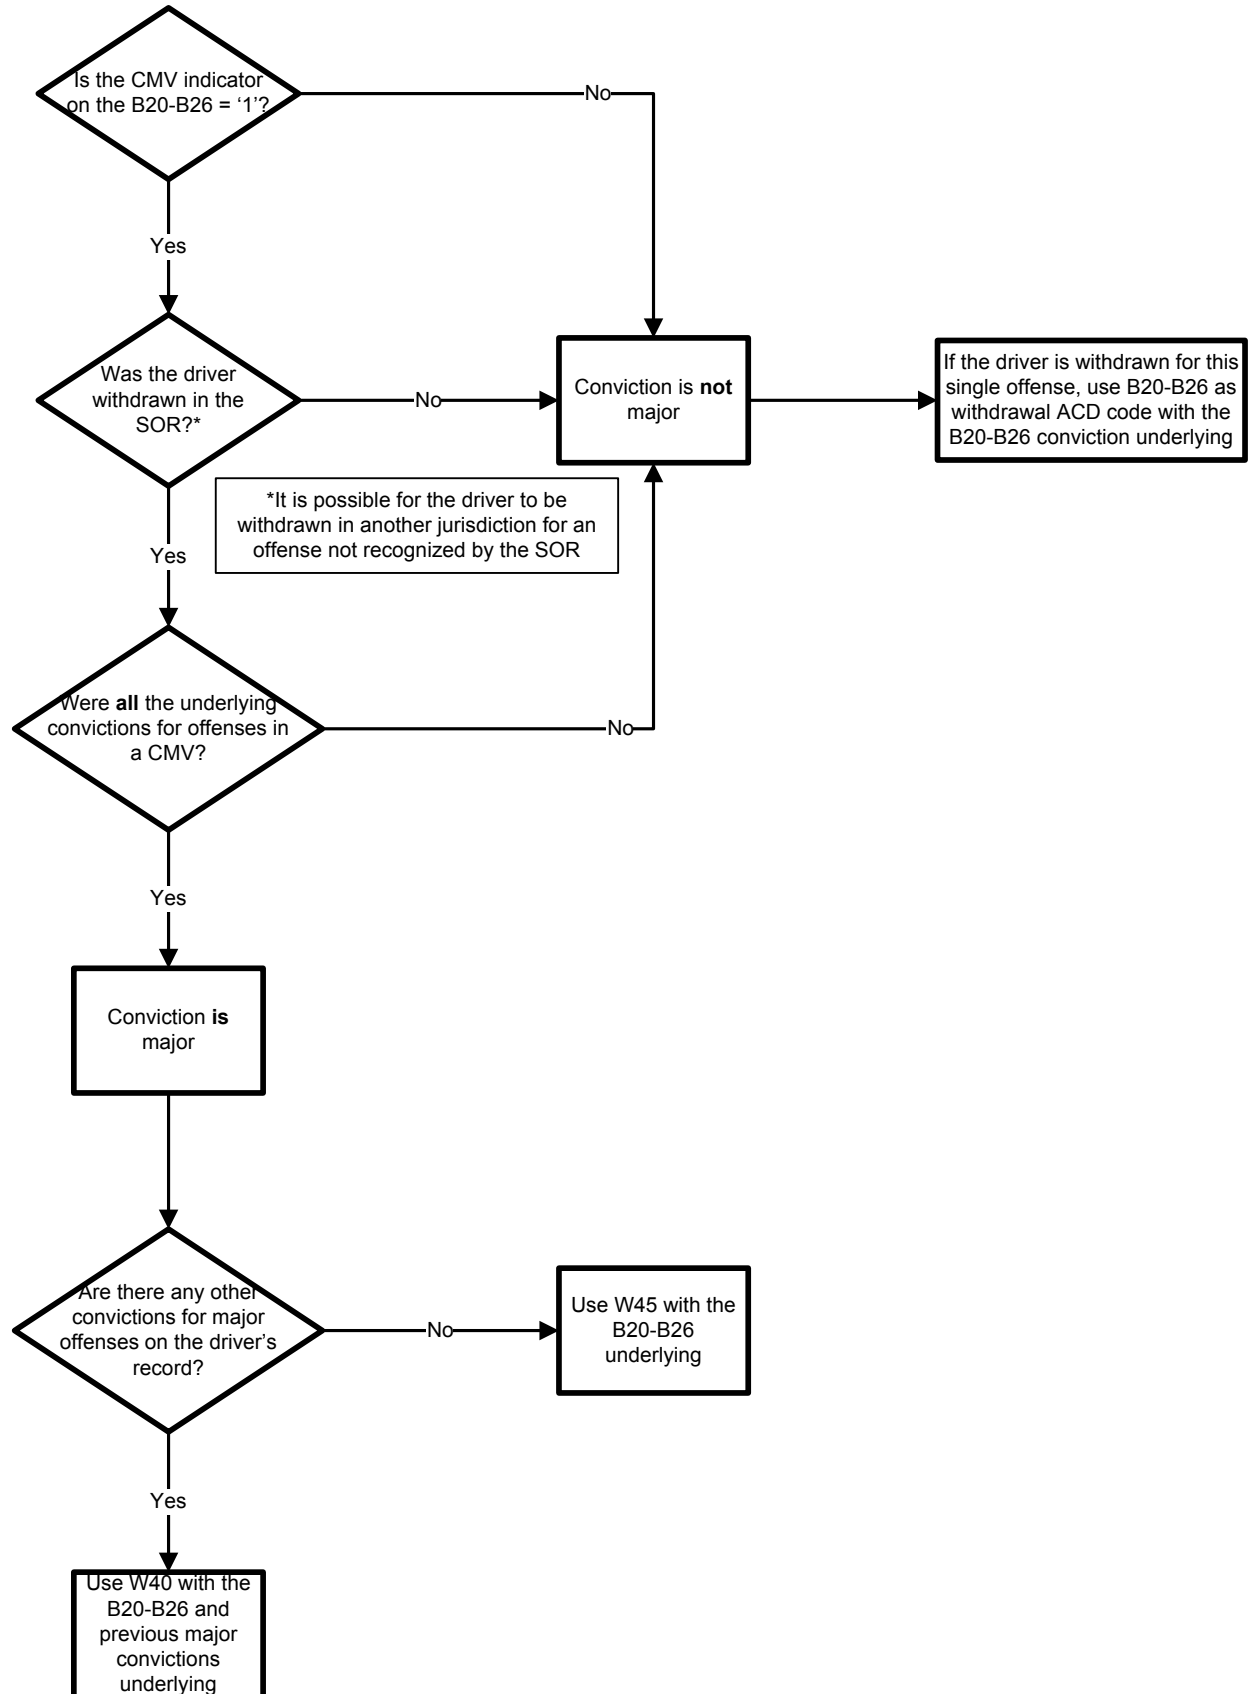 Is the CMV indicator
on the B20-B26 = ‘1’?
No
Yes
Was the driver
withdrawn in the
SOR?*
No
Conviction is not
major
If the driver is withdrawn for this
single offense, use B20-B26 as
withdrawal ACD code with the
B20-B26 conviction underlying
*It is possible for the driver to be
withdrawn in another jurisdiction for an
offense not recognized by the SOR
Yes
Were all the underlying
convictions for offenses in
a CMV?
No
Yes
Conviction is
major
Are there any other
convictions for major
offenses on the driver’s
record?
No
Use W45 with the
B20-B26
underlying
Yes
Use W40 with the
B20-B26 and
previous major
convictions
underlying